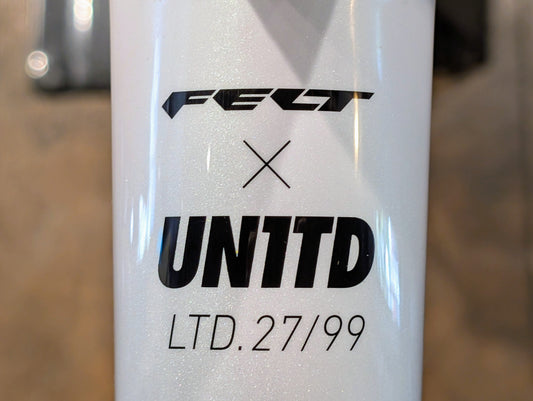 FELT
×
UN1TD
LTD. 27/99